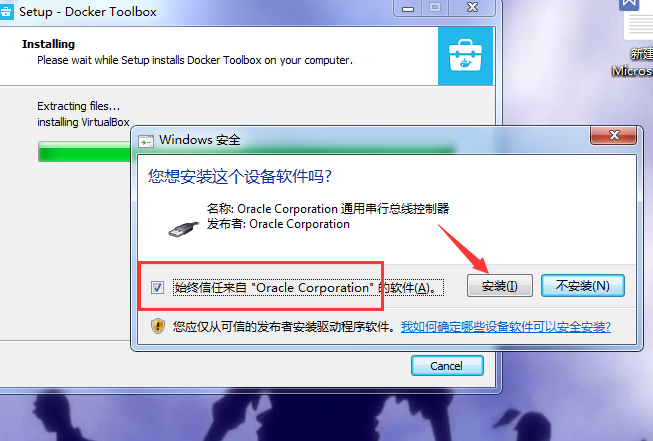 Setup - Docker Toolbox
Installing
Please wait while Setup installs Docker Toolbox on your computer.
Extracting files...
installing VirtualBox
新建
Micros
Windows 安全
您想安装这个设备软件吗?
名称: Oracle Corporation 通用串行总线控制器
发布者: Oracle Corporation
始终信任来自 "Oracle Corporation" 的软件(A)。
安装(I)
不安装(N)
您应仅从可信的发布者安装驱动程序软件。我如何确定哪些设备软件可以安全安装?
Cancel